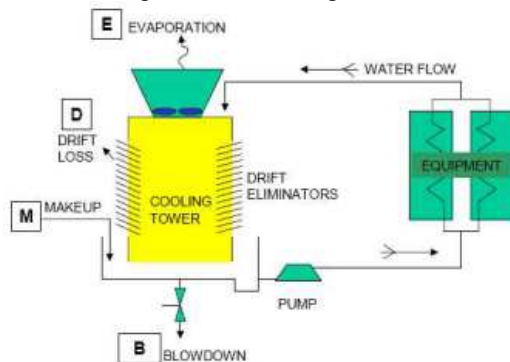 E EVAPORATION
WATER FLOW
D
DRIFT
LOSS
EQUIPMENT
DRIFT
ELIMINATORS
COOLING
TOWER
M MAKEUP
PUMP
B BLOWDOWN